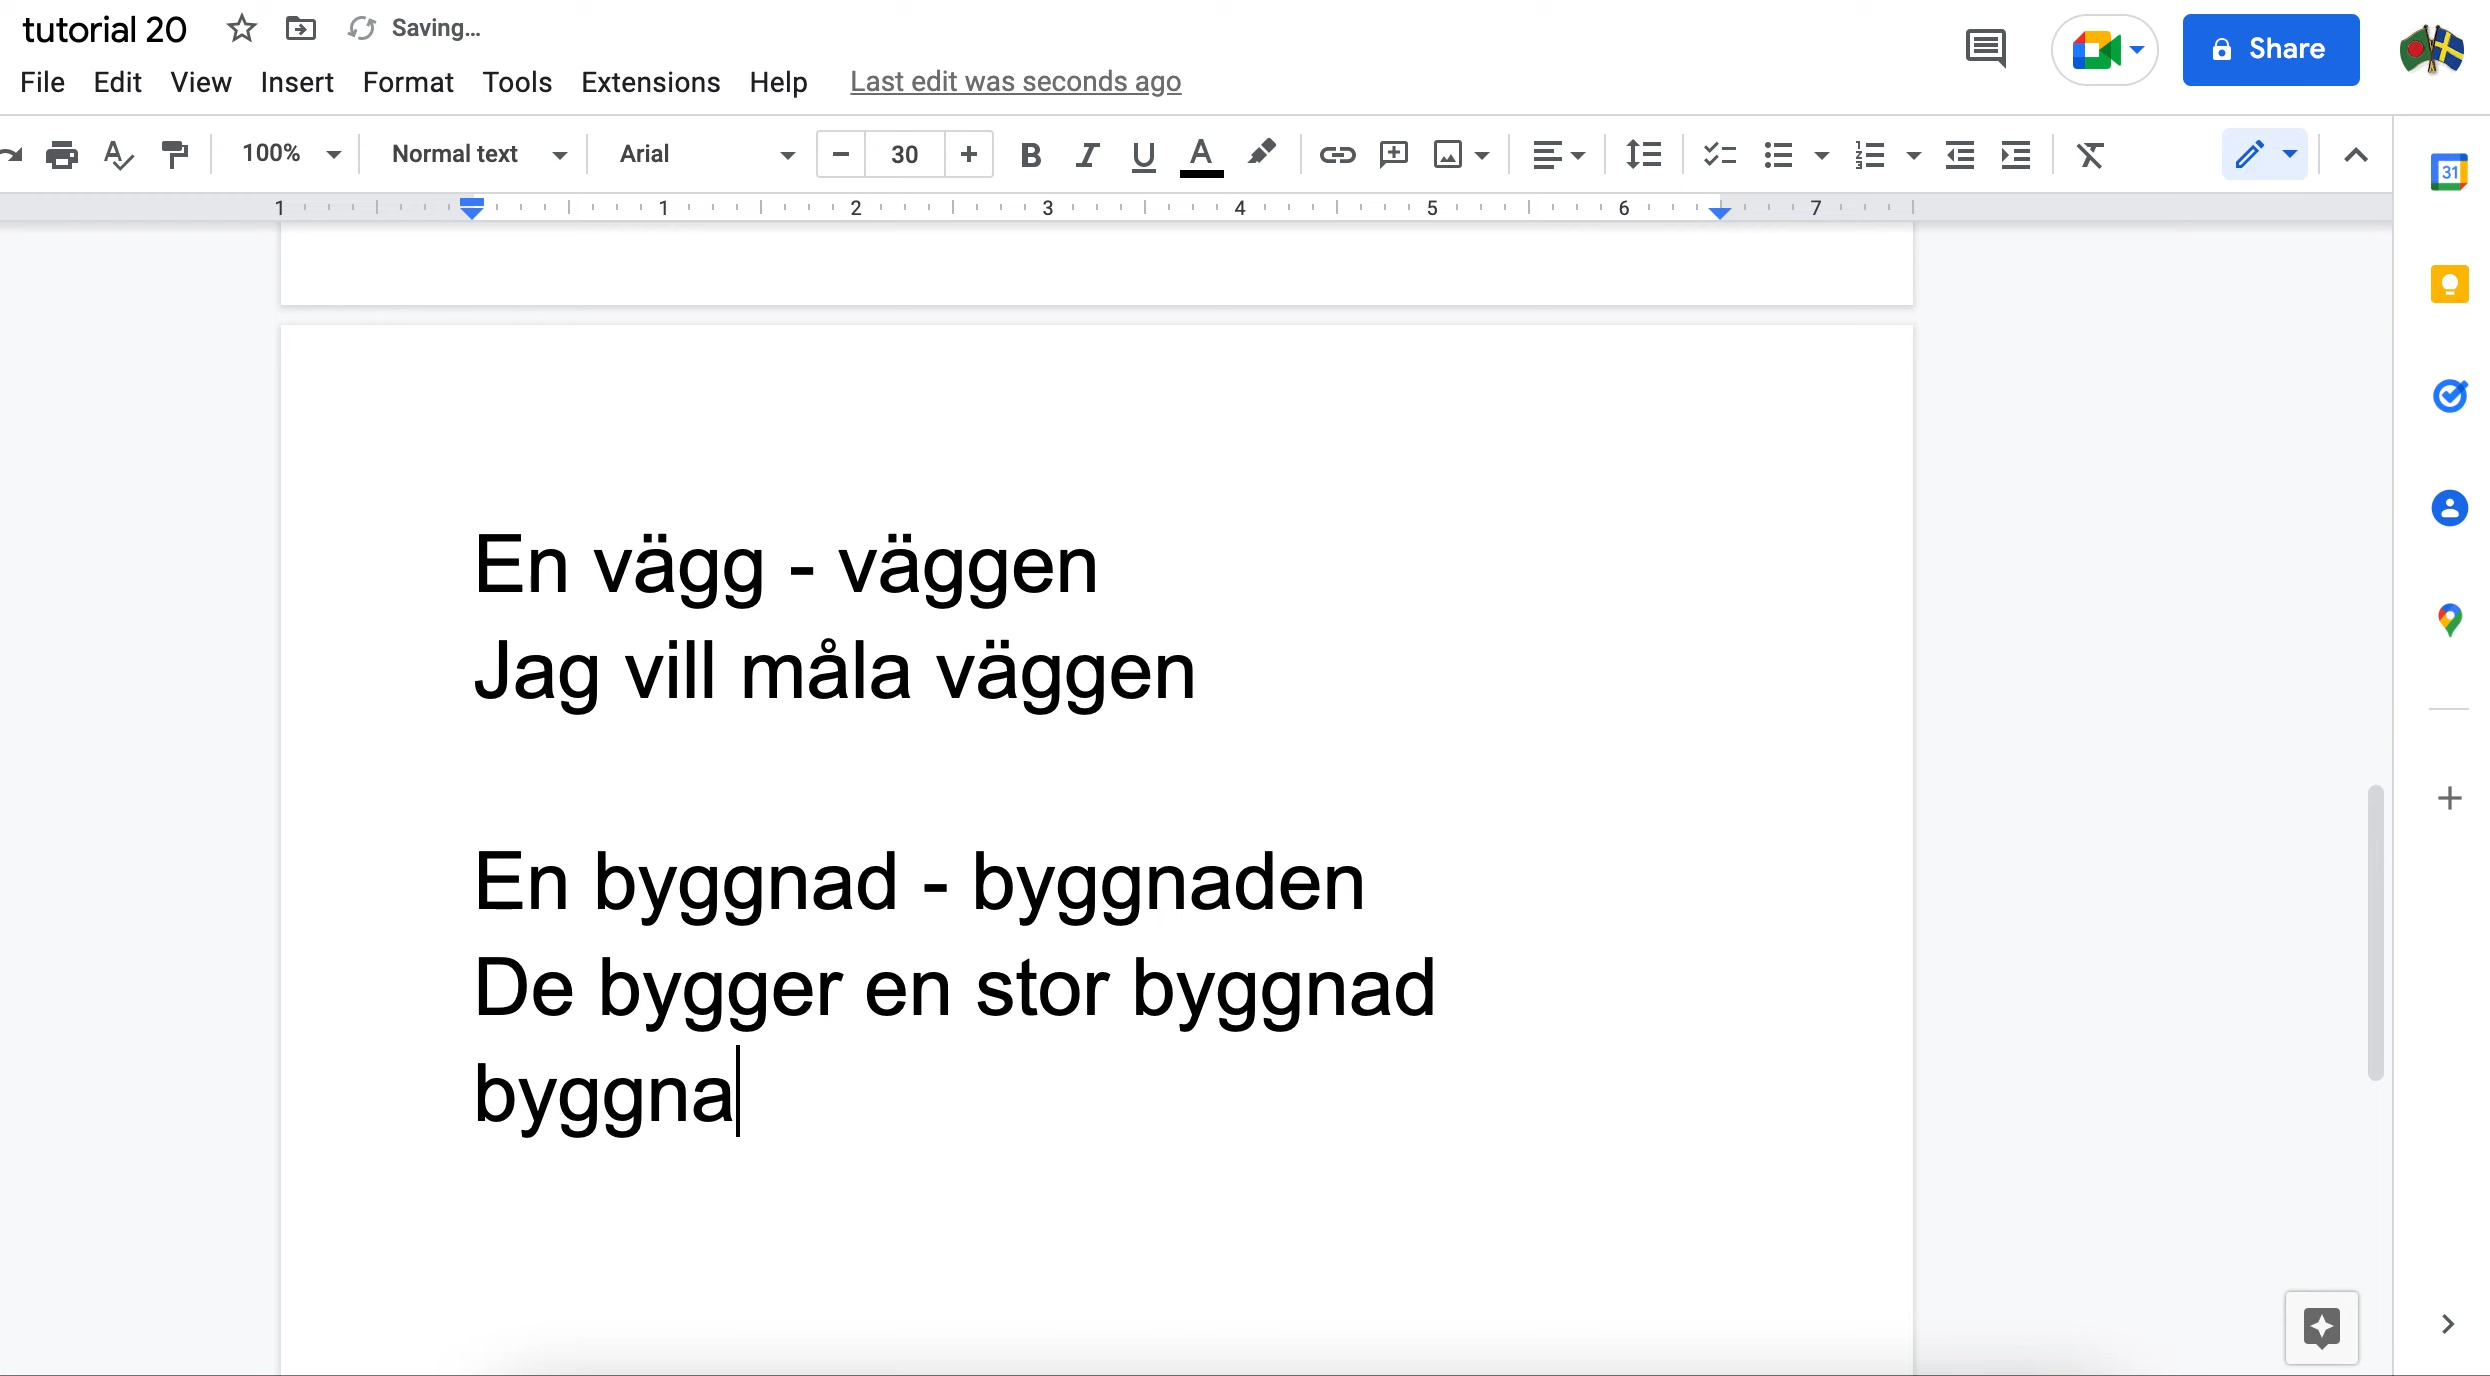 tutorial 20 Saving...
File Edit View Insert Format Tools Extensions Help Last edit was seconds ago
Share
100% Normal text Arial − 30 + B I U A
31
1 1 2 3 4 5 6 7
En vägg - väggen
Jag vill måla väggen
En byggnad - byggnaden
De bygger en stor byggnad
byggna